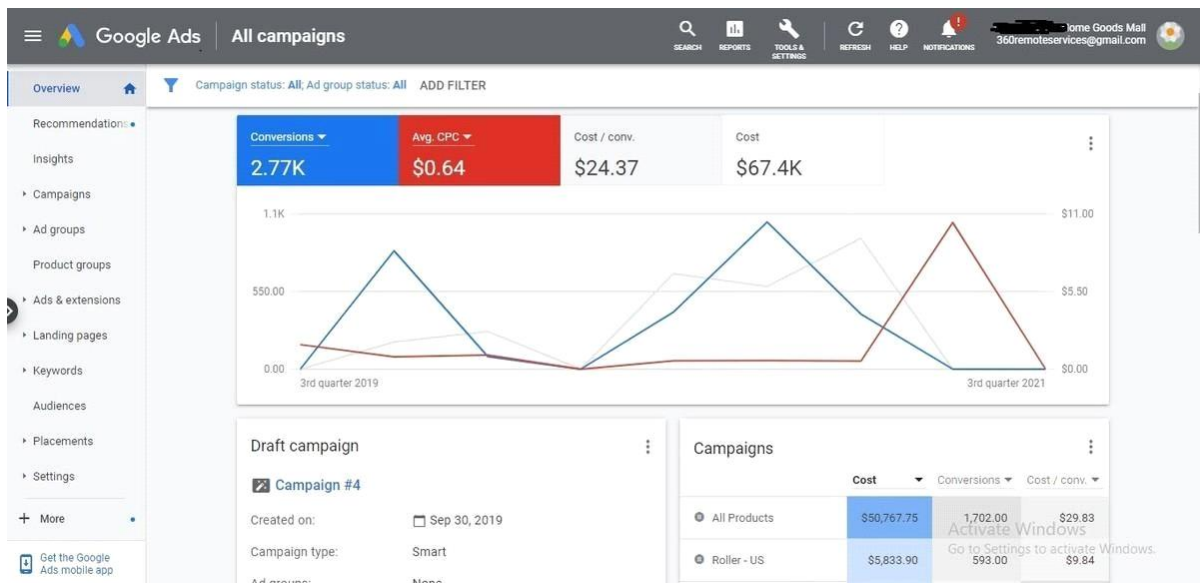 Google Ads
All campaigns
SEARCH
REPORTS
TOOLS &
SETTINGS
REFRESH
HELP
!
NOTIFICATIONS
Home Goods Mall
360remoteservices@gmail.com
Overview
Recommendations
Insights
Campaigns
Ad groups
Product groups
Ads & extensions
Landing pages
Keywords
Audiences
Placements
Settings
+ More
Get the Google
Ads mobile app
Campaign status: All; Ad group status: All ADD FILTER
Conversions
2.77K
Avg. CPC
$0.64
Cost / conv.
$24.37
Cost
$67.4K
1.1K
550.00
0.00
$11.00
$5.50
$0.00
3rd quarter 2019
3rd quarter 2021
Draft campaign
Campaign #4
Created on: Sep 30, 2019
Campaign type: Smart
Ad groups: None
Campaigns
Cost Conversions Cost / conv.
All Products $50,767.75 1,702.00 $29.83
Roller - US $5,833.90 593.00 $9.84
Activate Windows
Go to Settings to activate Windows.